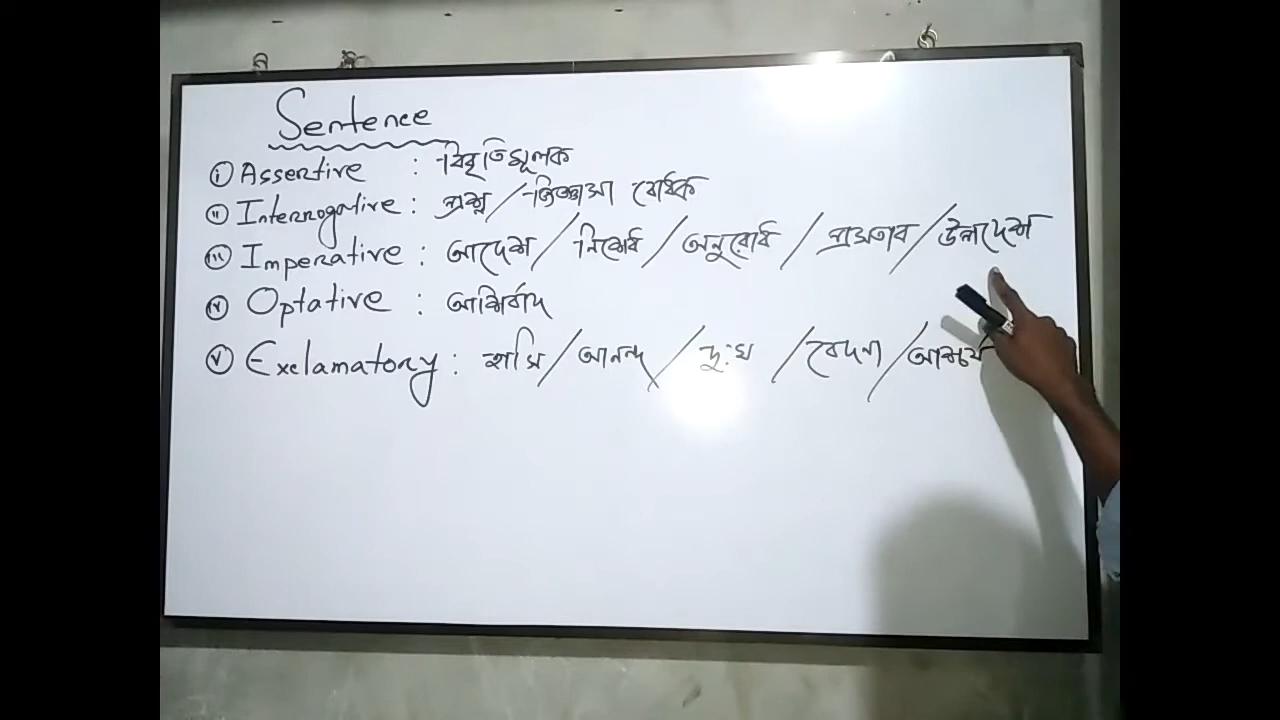 Sentence
i Assertive : বিবৃতিমূলক
ii Interrogative : প্রশ্ন / জিজ্ঞাসা বোধক
iii Imperative : আদেশ / নিষেধ / অনুরোধ / প্রস্তাব / উপদেশ
iv Optative : আশির্বাদ
v Exclamatory : হাসি / আনন্দ / দু:খ / বেদনা / আশ্চর্য